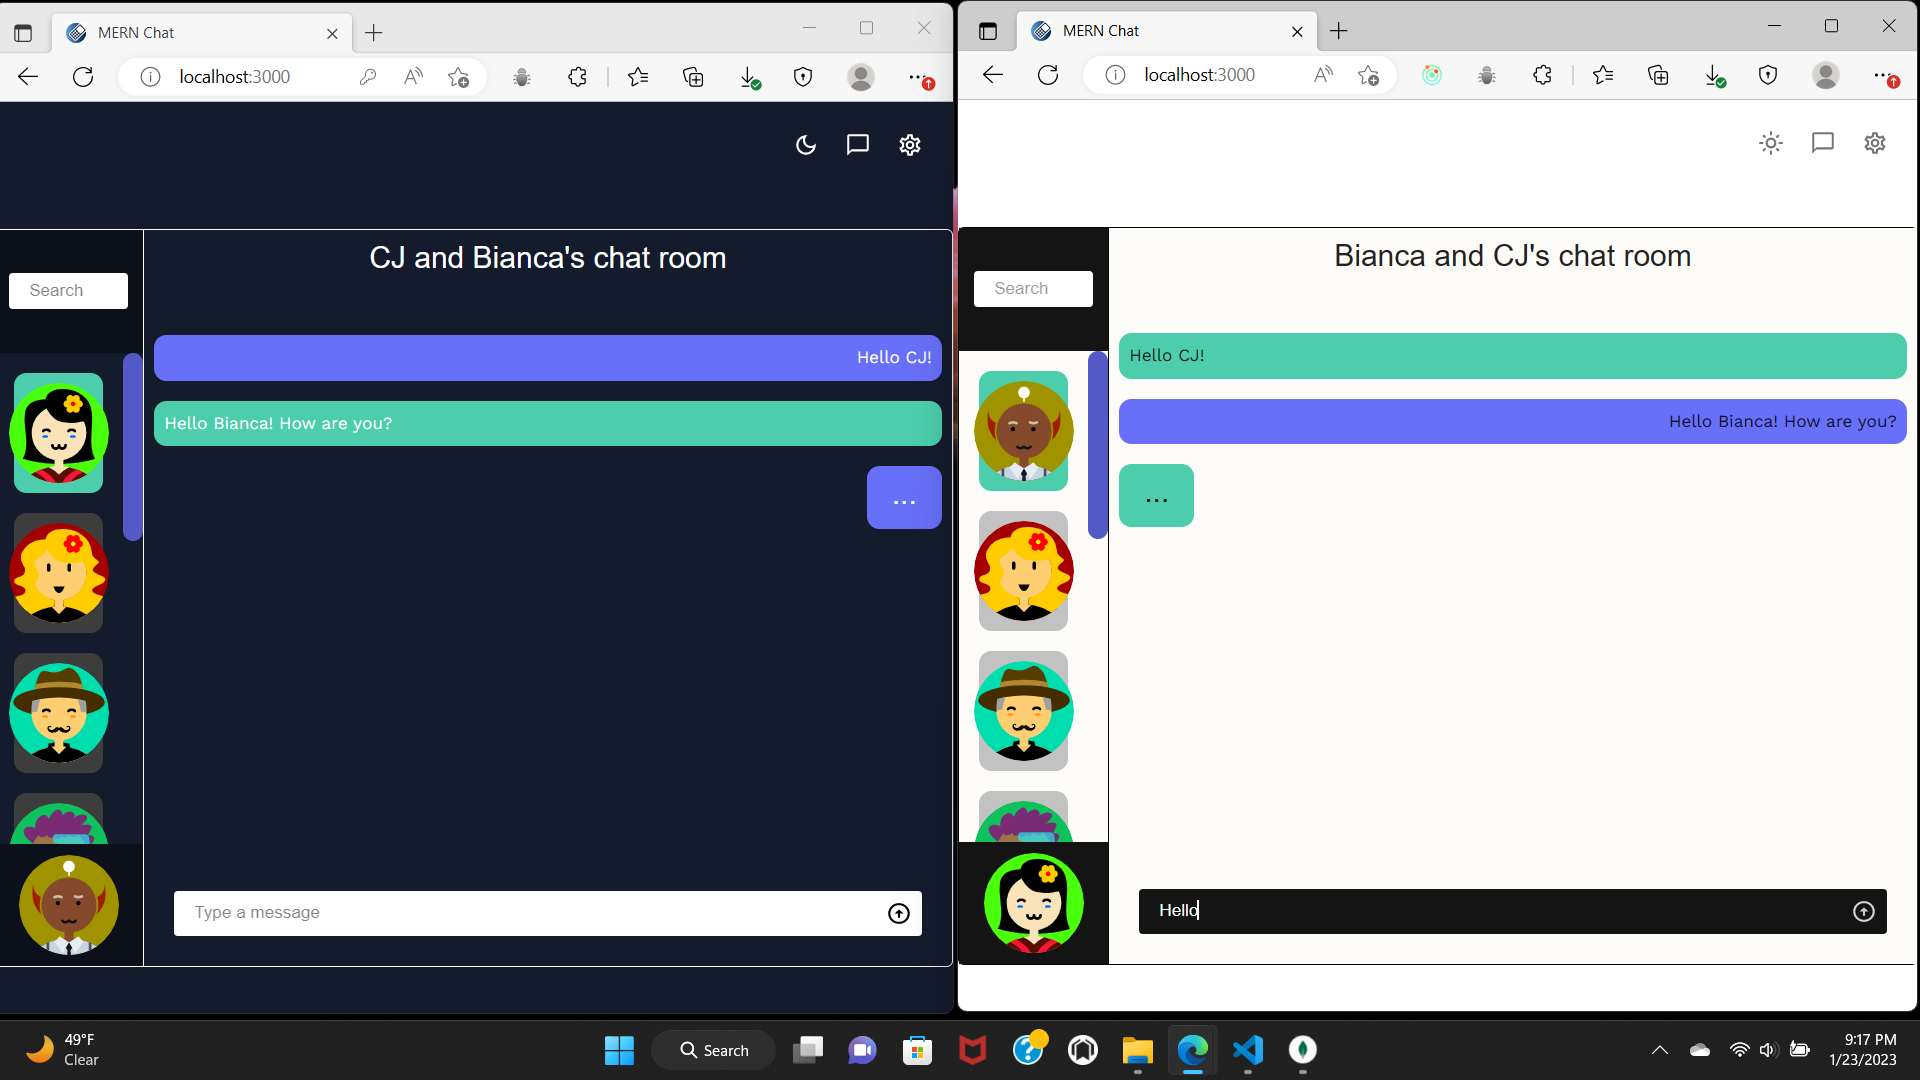 MERN Chat
localhost:3000
CJ and Bianca's chat room
Search
Hello CJ!
Hello Bianca! How are you?
...
Type a message
MERN Chat
localhost:3000
Bianca and CJ's chat room
Search
Hello CJ!
Hello Bianca! How are you?
...
Hello
49°F
Clear
Search
9:17 PM
1/23/2023